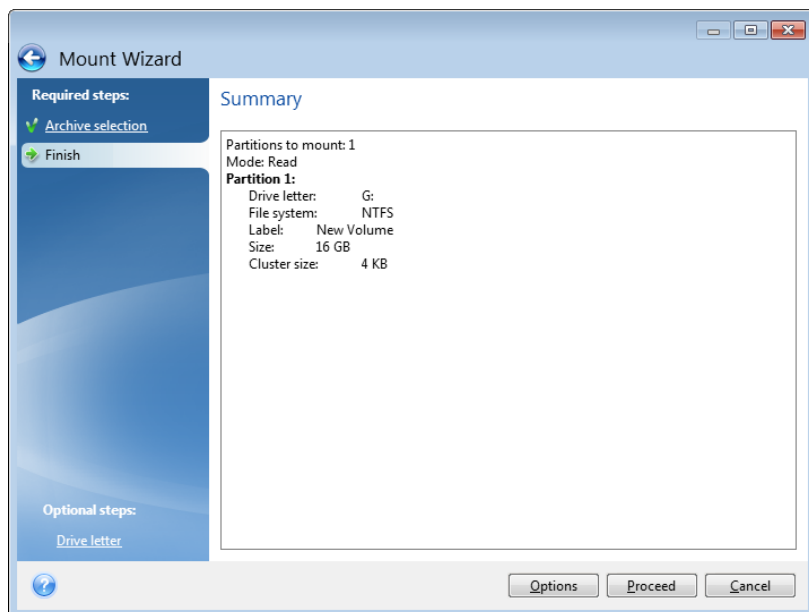 Mount Wizard
Required steps:
Archive selection
Finish
Optional steps:
Drive letter
Summary
Partitions to mount: 1
Mode: Read
Partition 1:
Drive letter: G:
File system: NTFS
Label: New Volume
Size: 16 GB
Cluster size: 4 KB
?
Options Proceed Cancel